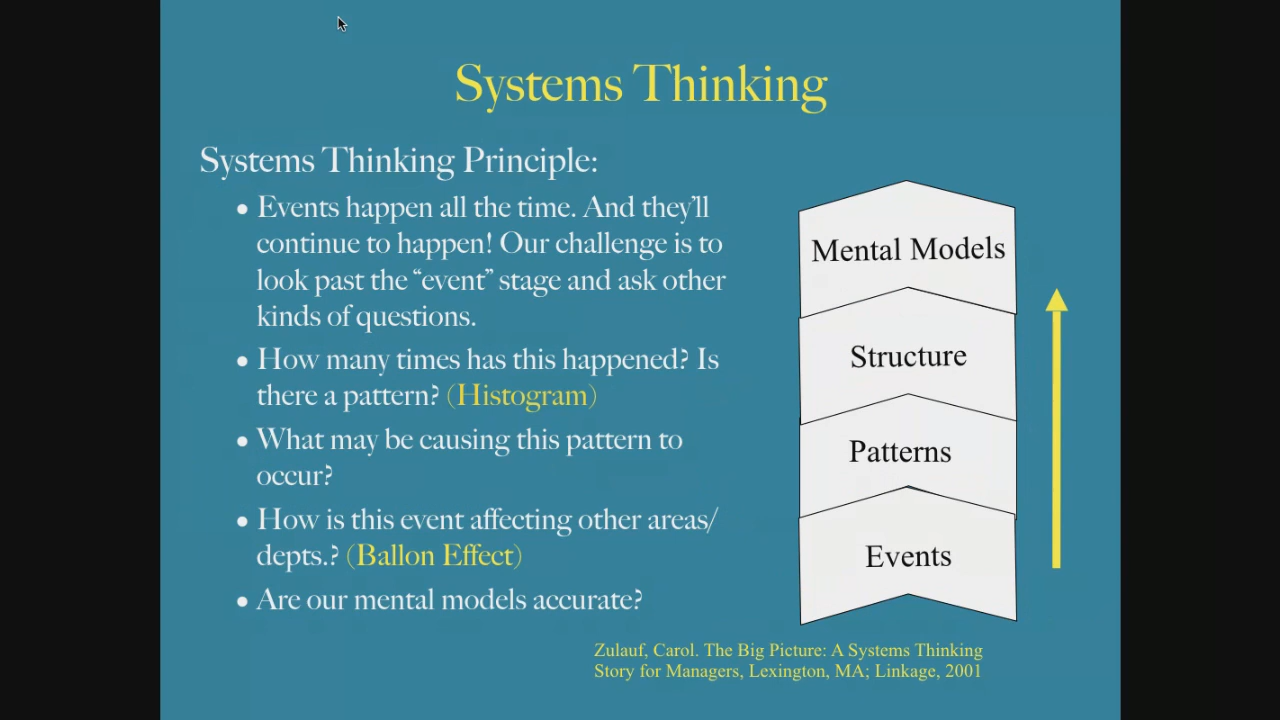 Systems Thinking
Systems Thinking Principle:
• Events happen all the time. And they'll
continue to happen! Our challenge is to
look past the “event” stage and ask other
kinds of questions.
• How many times has this happened? Is
there a pattern? (Histogram)
• What may be causing this pattern to
occur?
• How is this event affecting other areas/
depts.? (Ballon Effect)
• Are our mental models accurate?
Mental Models
Structure
Patterns
Events
Zulauf, Carol. The Big Picture: A Systems Thinking
Story for Managers, Lexington, MA; Linkage, 2001